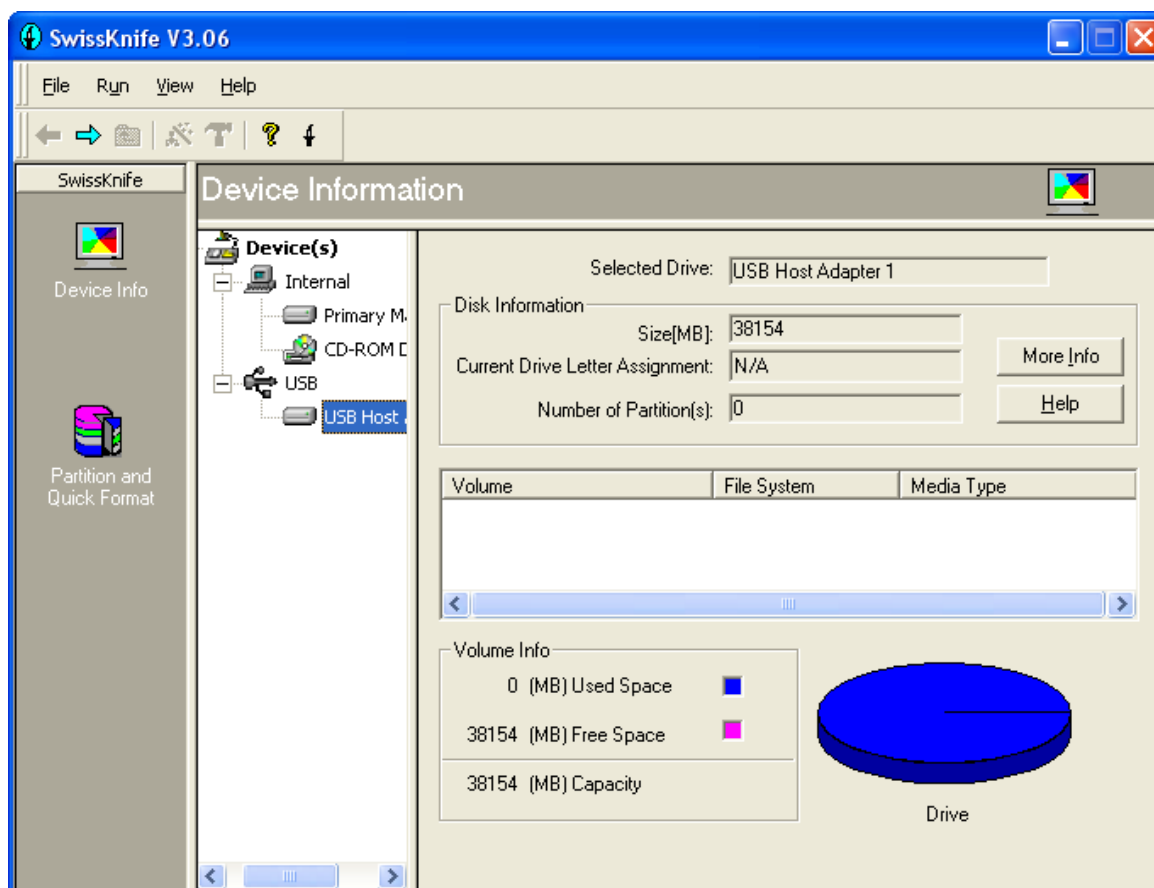 SwissKnife V3.06
File Run View Help
SwissKnife
Device Information
Device Info
Partition and
Quick Format
Device(s)
Internal
Primary
CD-ROM
USB
USB Host
Selected Drive: USB Host Adapter 1
Disk Information
Size[MB]: 38154
Current Drive Letter Assignment: N/A
Number of Partition(s): 0
More Info
Help
Volume File System Media Type
Volume Info
0 (MB) Used Space
38154 (MB) Free Space
38154 (MB) Capacity
Drive